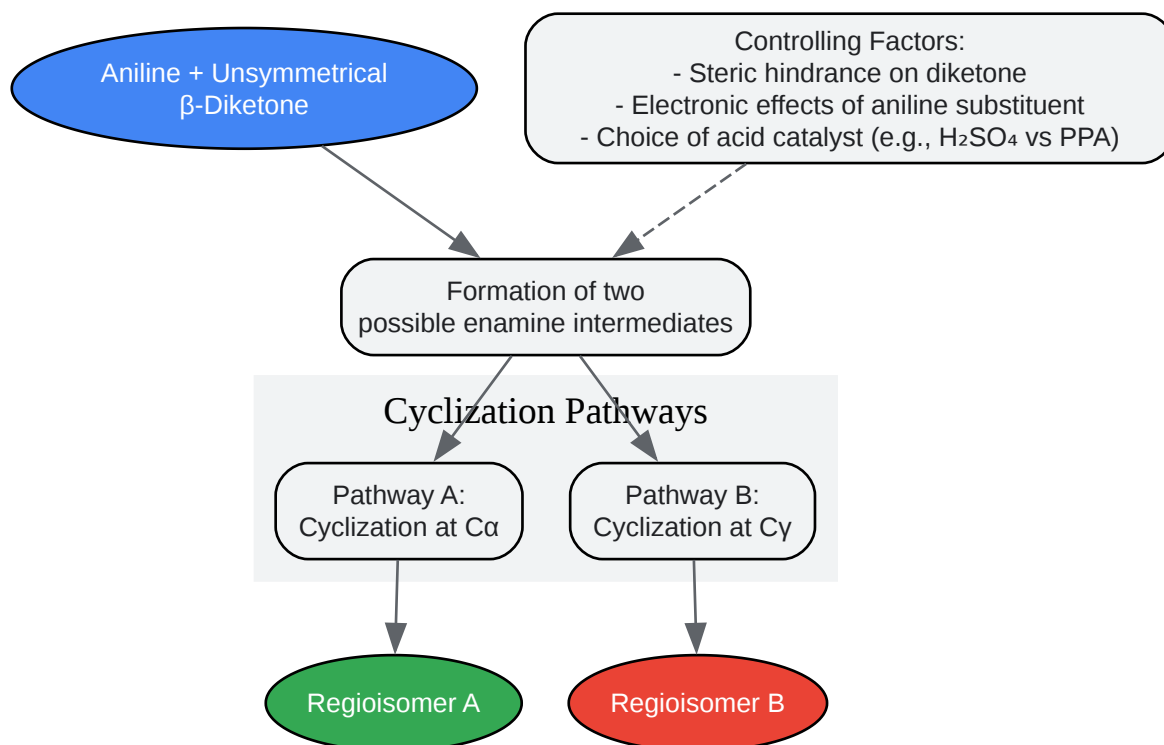 Aniline + Unsymmetrical
β-Diketone
Controlling Factors:
- Steric hindrance on diketone
- Electronic effects of aniline substituent
- Choice of acid catalyst (e.g., H₂SO₄ vs PPA)
Formation of two
possible enamine intermediates
Cyclization Pathways
Pathway A:
Cyclization at Cα
Pathway B:
Cyclization at Cγ
Regioisomer A
Regioisomer B